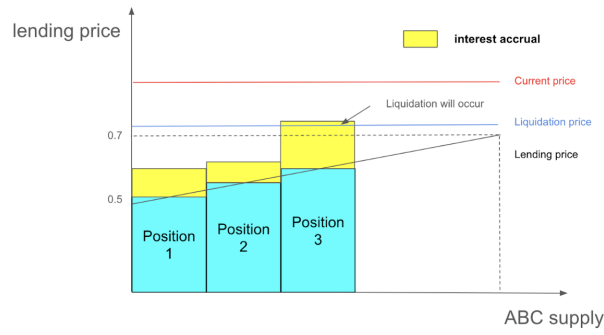 lending price
interest accrual
Current price
Liquidation will occur
Liquidation price
0.7
Lending price
0.5
Position
1
Position
2
Position
3
ABC supply